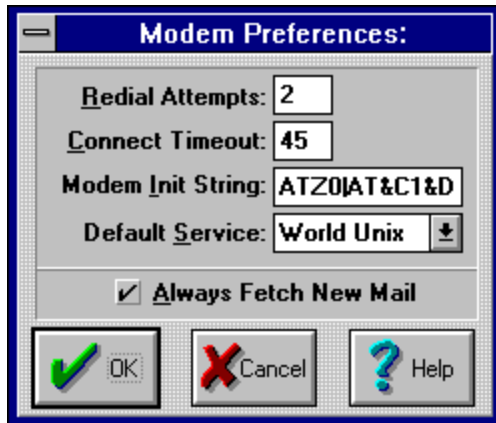 Modem Preferences:
Redial Attempts: 2
Connect Timeout: 45
Modem Init String: ATZ0|AT&C1&D
Default Service: World Unix
Always Fetch New Mail
OK Cancel Help